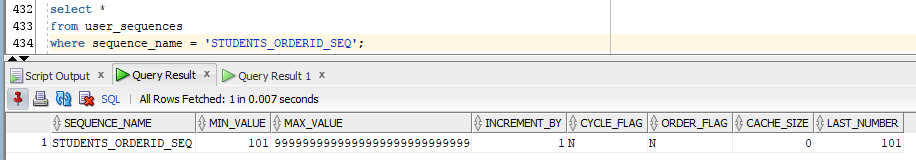 432 select *
433 from user_sequences
434 where sequence_name = 'STUDENTS_ORDERID_SEQ';
Script Output x Query Result x Query Result 1 x
SQL | All Rows Fetched: 1 in 0.007 seconds
SEQUENCE_NAME MIN_VALUE MAX_VALUE INCREMENT_BY CYCLE_FLAG ORDER_FLAG CACHE_SIZE LAST_NUMBER
1 STUDENTS_ORDERID_SEQ 101 9999999999999999999999999999 1 N N 0 101